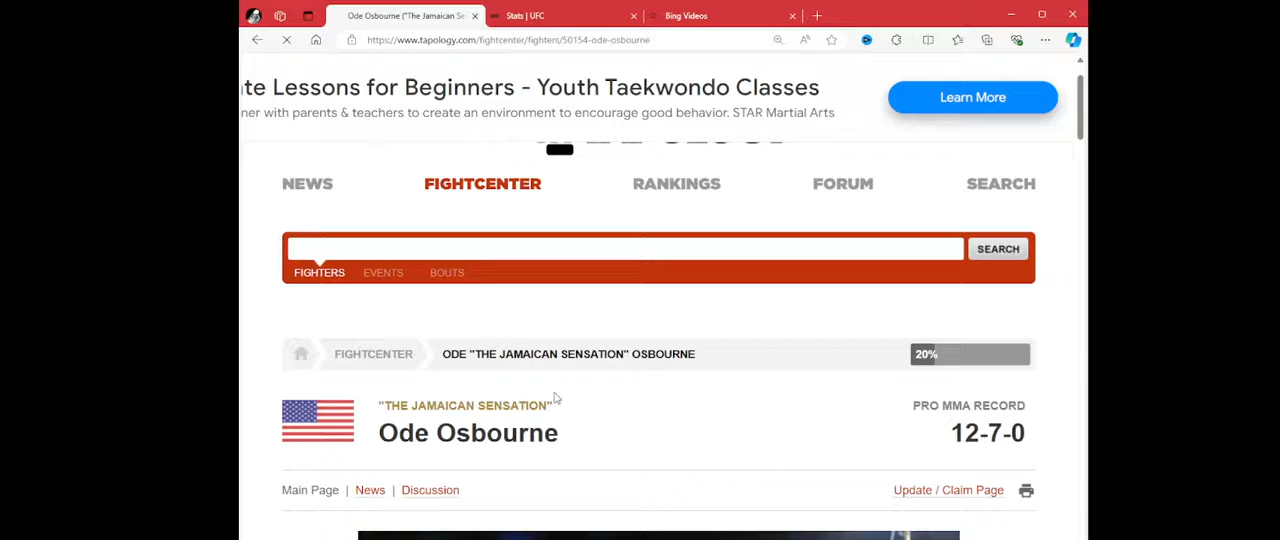 Ode Osbourne ("The Jamaican Se
Stats | UFC
Bing Videos
https://www.tapology.com/fightcenter/fighters/50154-ode-osbourne
te Lessons for Beginners - Youth Taekwondo Classes
Learn More
ner with parents & teachers to create an environment to encourage good behavior. STAR Martial Arts
NEWS
FIGHTCENTER
RANKINGS
FORUM
SEARCH
SEARCH
FIGHTERS
EVENTS
BOUTS
FIGHTCENTER
ODE "THE JAMAICAN SENSATION" OSBOURNE
20%
"THE JAMAICAN SENSATION"
PRO MMA RECORD
Ode Osbourne
12-7-0
Main Page | News | Discussion
Update / Claim Page